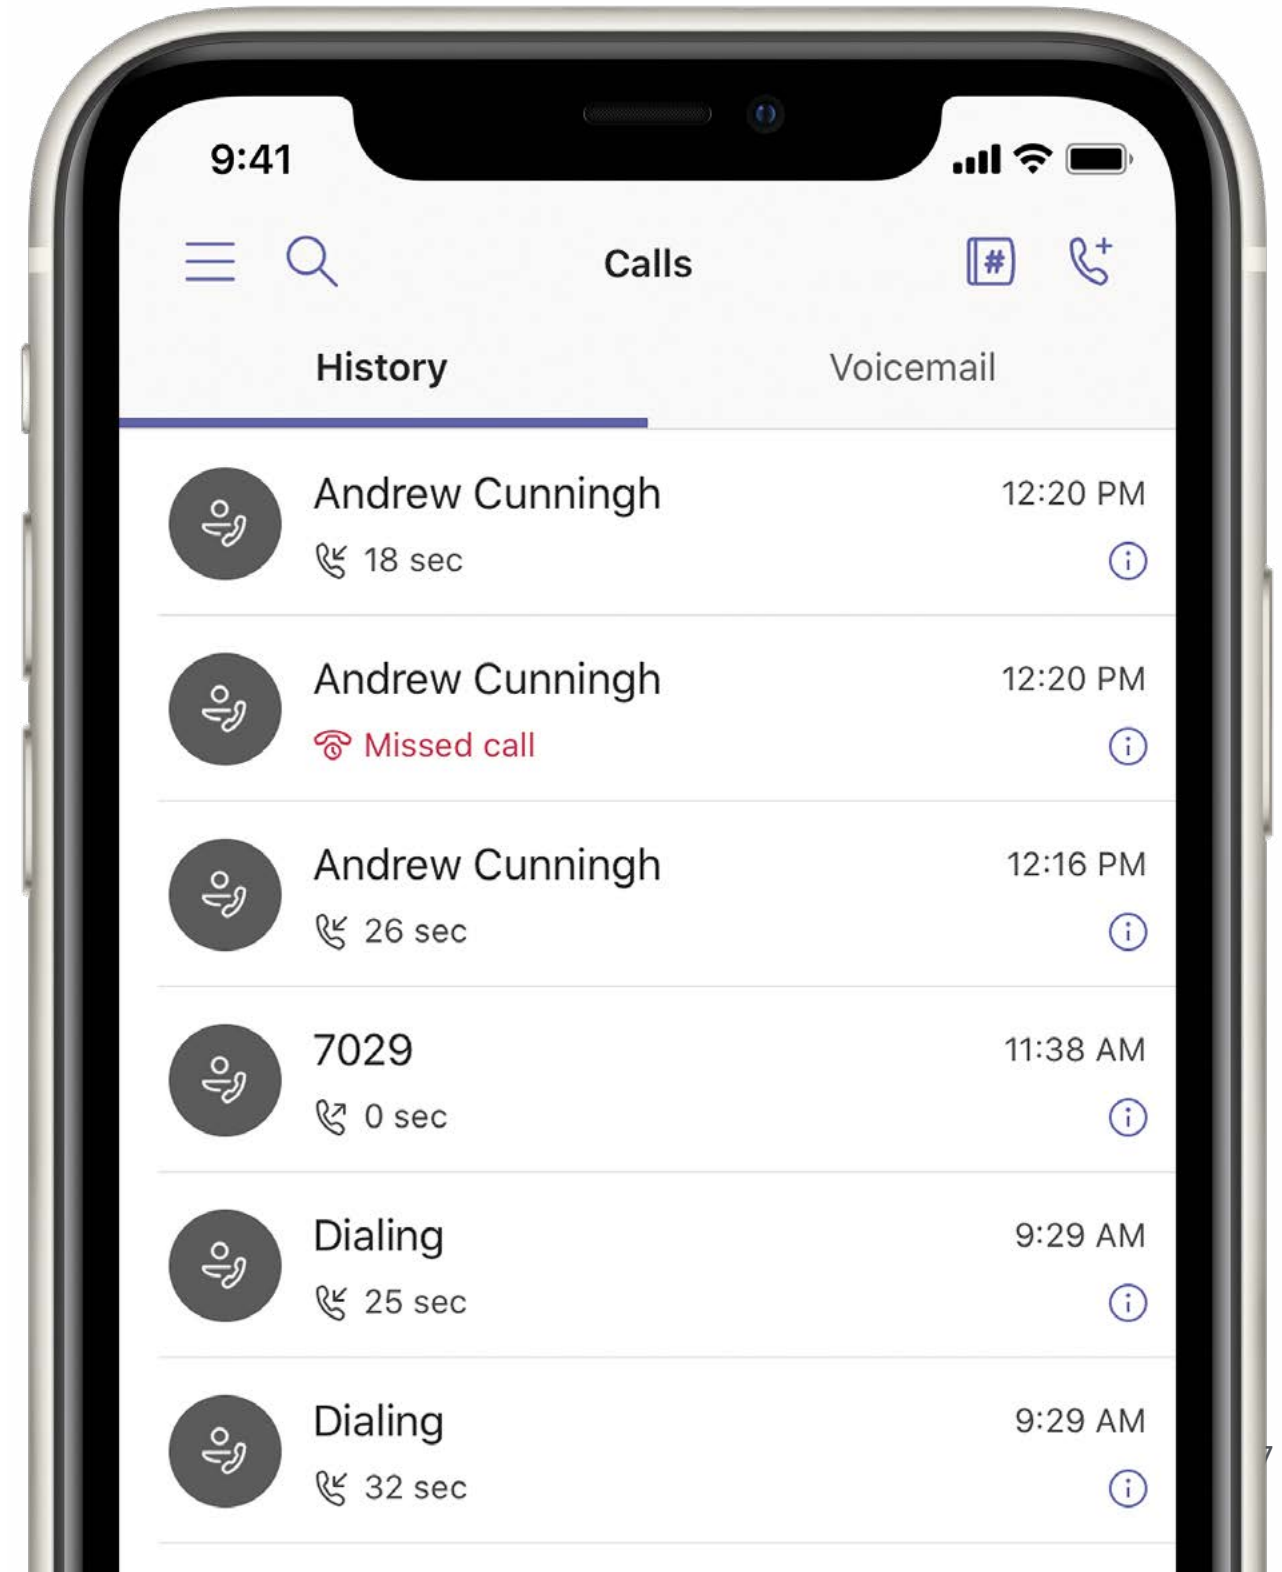 9:41
Calls
#
History Voicemail
Andrew Cunningh 12:20 PM
18 sec
Andrew Cunningh 12:20 PM
Missed call
Andrew Cunningh 12:16 PM
26 sec
7029 11:38 AM
0 sec
Dialing 9:29 AM
25 sec
Dialing 9:29 AM
32 sec
7